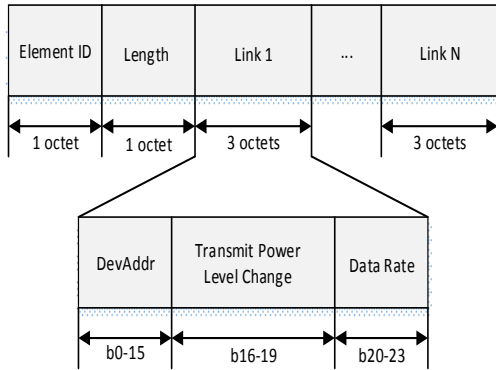 Element ID Length Link 1 ... Link N
1 octet 1 octet 3 octets 3 octets
DevAddr Transmit Power Level Change Data Rate
b0-15 b16-19 b20-23